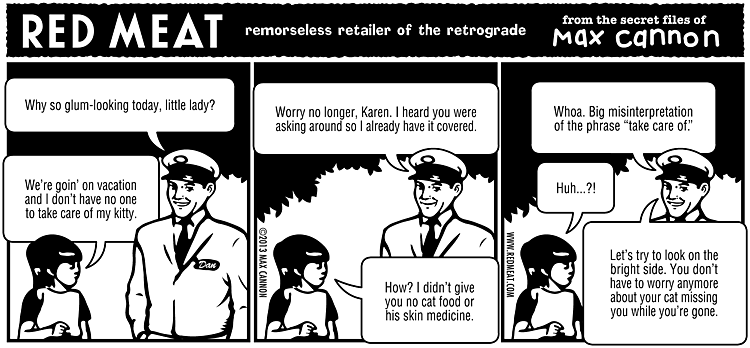 RED MEAT
remorseless retailer of the retrograde
from the secret files of
Max cannon
Why so glum-looking today, little lady?
We're goin' on vacation
and I don't have no one
to take care of my kitty.
Dan
Worry no longer, Karen. I heard you were
asking around so I already have it covered.
©2013 MAX CANNON
How? I didn't give
you no cat food or
his skin medicine.
Whoa. Big misinterpretation
of the phrase “take care of.”
Huh...?!
WWW.REDMEAT.COM
Let's try to look on the
bright side. You don't
have to worry anymore
about your cat missing
you while you're gone.